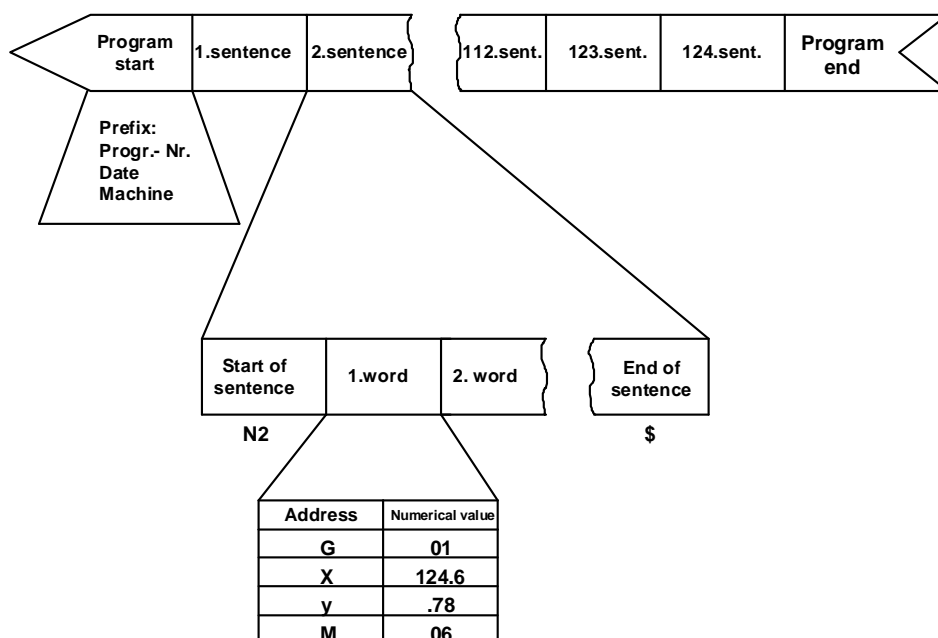 Program
start
1.sentence
2.sentence
112.sent.
123.sent.
124.sent.
Program
end
Prefix:
Progr.- Nr.
Date
Machine
Start of
sentence
1.word
2. word
End of
sentence
N2
$
Address Numerical value
G 01
X 124.6
y .78
M 06